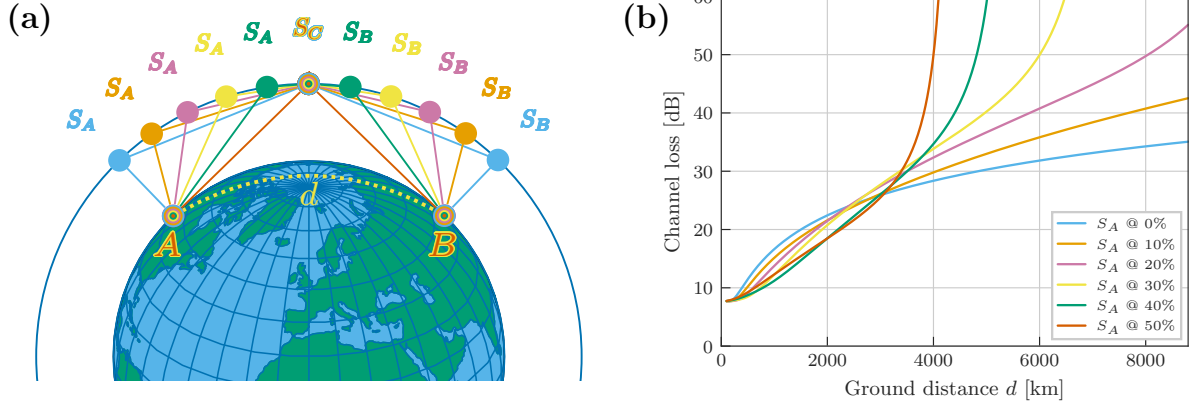 (a)
S_A S_A S_A S_A S_A S_C S_B S_B S_B S_B S_B
d
A B
(b)
Channel loss [dB]
60
50
40
30
20
10
0
0 2000 4000 6000 8000
Ground distance d [km]
S_A @ 0%
S_A @ 10%
S_A @ 20%
S_A @ 30%
S_A @ 40%
S_A @ 50%